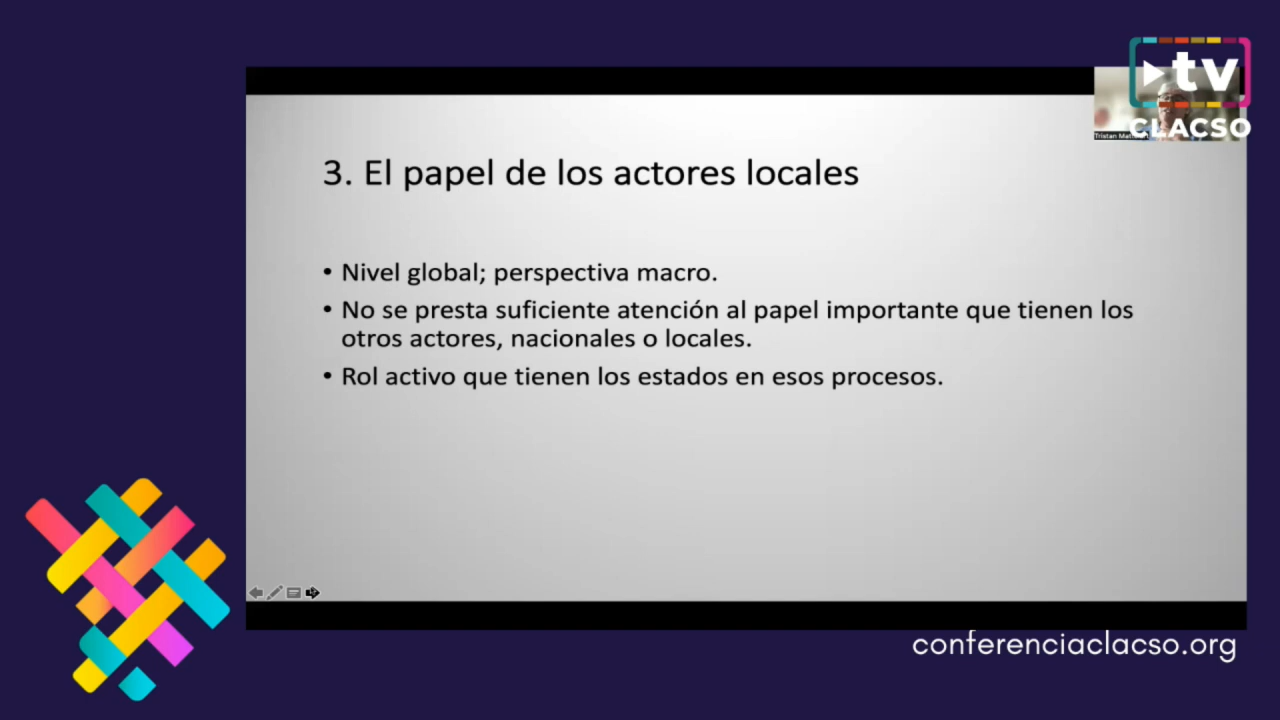 tv
CLACSO
Tristan
3. El papel de los actores locales
• Nivel global; perspectiva macro.
• No se presta suficiente atención al papel importante que tienen los
otros actores, nacionales o locales.
• Rol activo que tienen los estados en esos procesos.
conferenciaclacso.org